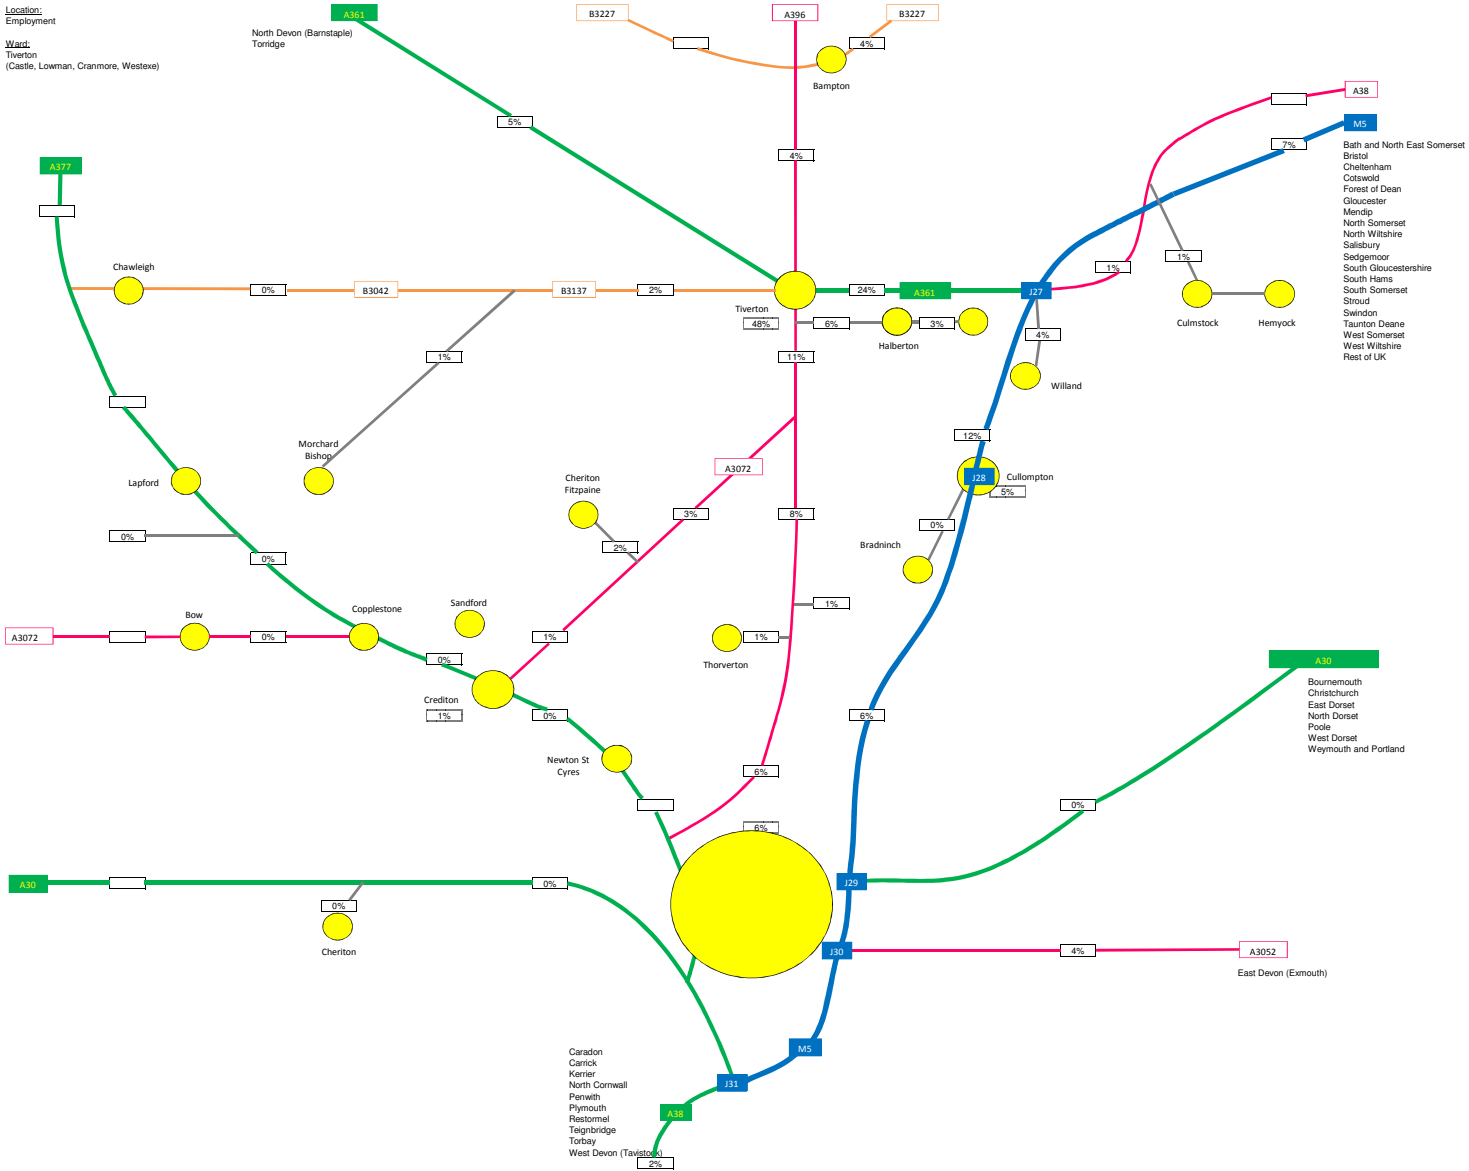 Location:
Employment
Ward:
Tiverton
(Castle, Lowman, Cranmore, Westexe)
A361
North Devon (Barnstaple)
Torridge
B3227
A396
B3227
4%
Bampton
A38
M5
7%
Bath and North East Somerset
Bristol
Cheltenham
Cotswold
Forest of Dean
Gloucester
Mendip
North Somerset
North Wiltshire
Salisbury
Sedgemoor
South Gloucestershire
South Hams
South Somerset
Stroud
Swindon
Taunton Deane
West Somerset
West Wiltshire
Rest of UK
5%
4%
A377
Chawleigh
0%
B3042
B3137
2%
Tiverton
48%
24%
A361
J27
1%
1%
Culmstock
Hemyock
6%
Halberton
3%
4%
Willand
11%
1%
Morchard
Bishop
Lapford
0%
0%
A3072
Cheriton
Fitzpaine
3%
2%
8%
12%
J28
Cullompton
5%
0%
Bradninch
A3072
Bow
0%
Copplestone
Sandford
1%
0%
Crediton
1%
0%
1%
Thorverton
1%
Newton St
Cyres
6%
6%
6%
A30
Bournemouth
Christchurch
East Dorset
North Dorset
Poole
West Dorset
Weymouth and Portland
0%
A30
0%
0%
Cheriton
J29
J30
4%
A3052
East Devon (Exmouth)
M5
J31
A38
Caradon
Carrick
Kerrier
North Cornwall
Penwith
Plymouth
Restormel
Teignbridge
Torbay
West Devon (Tavistock)
2%